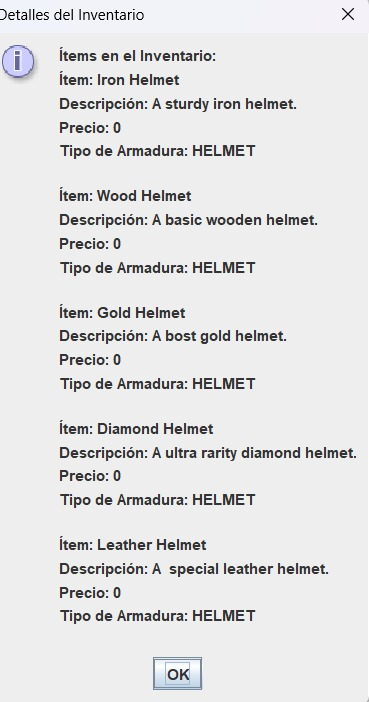 Detalles del Inventario
Ítems en el Inventario:
Ítem: Iron Helmet
Descripción: A sturdy iron helmet.
Precio: 0
Tipo de Armadura: HELMET
Ítem: Wood Helmet
Descripción: A basic wooden helmet.
Precio: 0
Tipo de Armadura: HELMET
Ítem: Gold Helmet
Descripción: A bost gold helmet.
Precio: 0
Tipo de Armadura: HELMET
Ítem: Diamond Helmet
Descripción: A ultra rarity diamond helmet.
Precio: 0
Tipo de Armadura: HELMET
Ítem: Leather Helmet
Descripción: A  special leather helmet.
Precio: 0
Tipo de Armadura: HELMET
OK